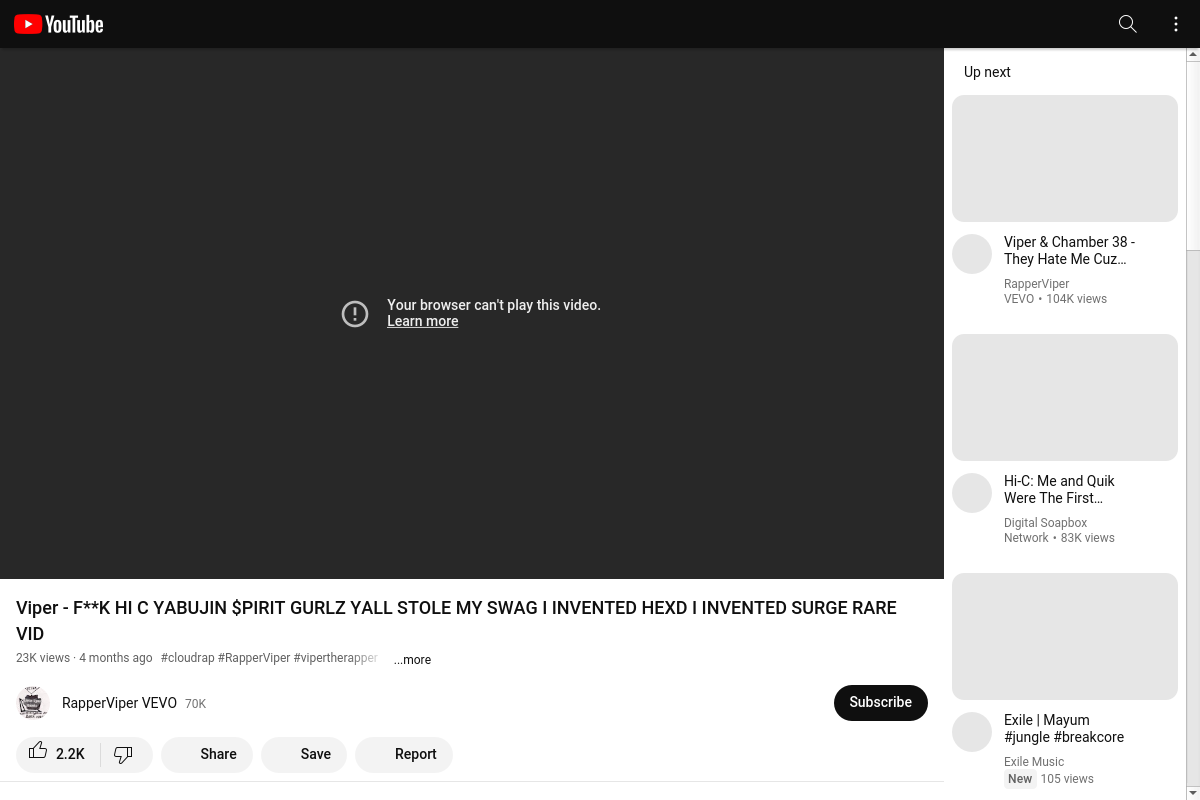 YouTube
Your browser can't play this video.
Learn more
Viper - F**K HI C YABUJIN $PIRIT GURLZ YALL STOLE MY SWAG I INVENTED HEXD I INVENTED SURGE RARE
VID
23K views · 4 months ago #cloudrap #RapperViper #vipertherapper ...more
RapperViper VEVO 70K
Subscribe
2.2K
Share
Save
Report
Up next
Viper & Chamber 38 -
They Hate Me Cuz…
RapperViper
VEVO • 104K views
Hi-C: Me and Quik
Were The First…
Digital Soapbox
Network • 83K views
Exile | Mayum
#jungle #breakcore
Exile Music
New 105 views